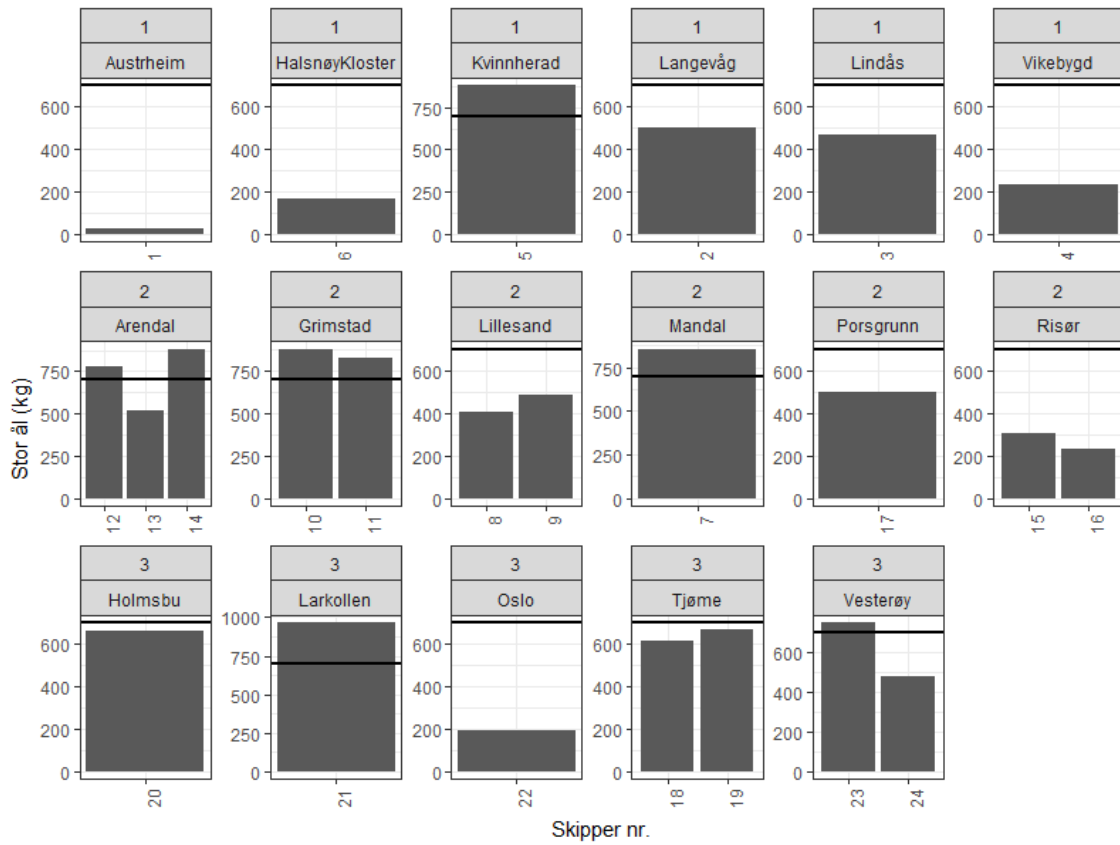 1 1 1 1 1 1
Austrheim HalsnøyKloster Kvinnherad Langevåg Lindås Vikebygd
600 600 750 600 600 600
400 400 500 400 400 400
200 200 250 200 200 200
0 0 0 0 0 0
1 6 5 2 3 4
2 2 2 2 2 2
Arendal Grimstad Lillesand Mandal Porsgrunn Risør
750 750 600 750 600 600
500 500 400 500 400 400
250 250 200 250 200 200
0 0 0 0 0 0
12 13 14 10 11 8 9 7 17 15 16
3 3 3 3 3
Holmsbu Larkollen Oslo Tjøme Vesterøy
600 1000 600 600 600
400 750 400 400 400
200 500 200 200 200
0 250 0 0 0
0
20 21 22 18 19 23 24
Stor ål (kg)
Skipper nr.